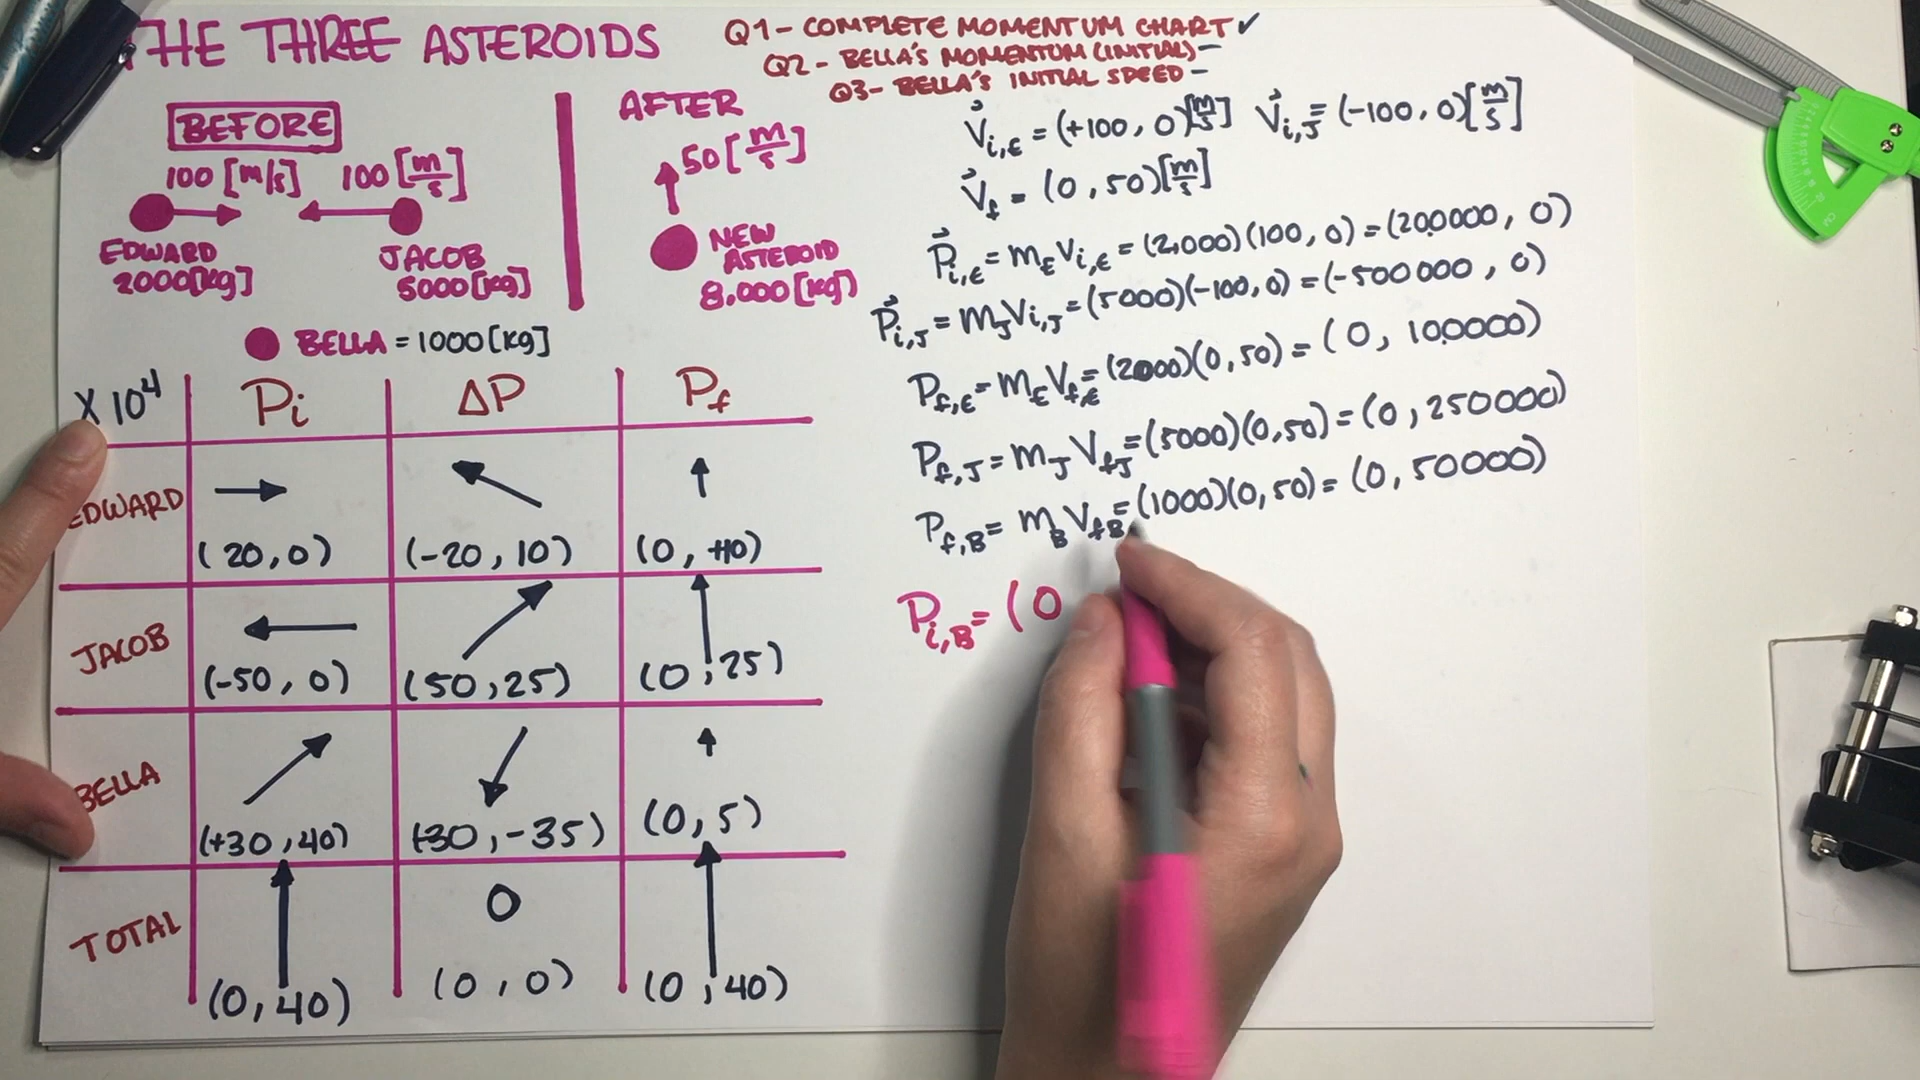 THE THREE ASTEROIDS
Q1 - COMPLETE MOMENTUM CHART ✓
Q2 - BELLA'S MOMENTUM (INITIAL) -
Q3 - BELLA'S INITIAL SPEED -
BEFORE
100 [m/s] 100 [m/s]
EDWARD JACOB
2000[kg] 5000[kg]
BELLA = 1000[kg]
AFTER
50 [m/s]
NEW
ASTEROID
8,000[kg]
V⃗i,E = (+100, 0)[m/s] V⃗i,J = (-100, 0)[m/s]
V⃗f = (0, 50)[m/s]
P⃗i,E = mE Vi,E = (2,000)(100, 0) = (200000, 0)
P⃗i,J = mJ Vi,J = (5000)(-100, 0) = (-500000, 0)
Pf,E = mE Vf,E = (2000)(0, 50) = (0, 100000)
Pf,J = mJ VfJ = (5000)(0, 50) = (0, 250000)
Pf,B = mB VfB = (1000)(0, 50) = (0, 50000)
Pi,B = (0
X 10⁴ Pi ΔP Pf
EDWARD (20, 0) (-20, 10) (0, +10)
JACOB (-50, 0) (50, 25) (0, 25)
BELLA (+30, 40) (-30, -35) (0, 5)
TOTAL (0, 40) 0 (0, 0) (0, 40)